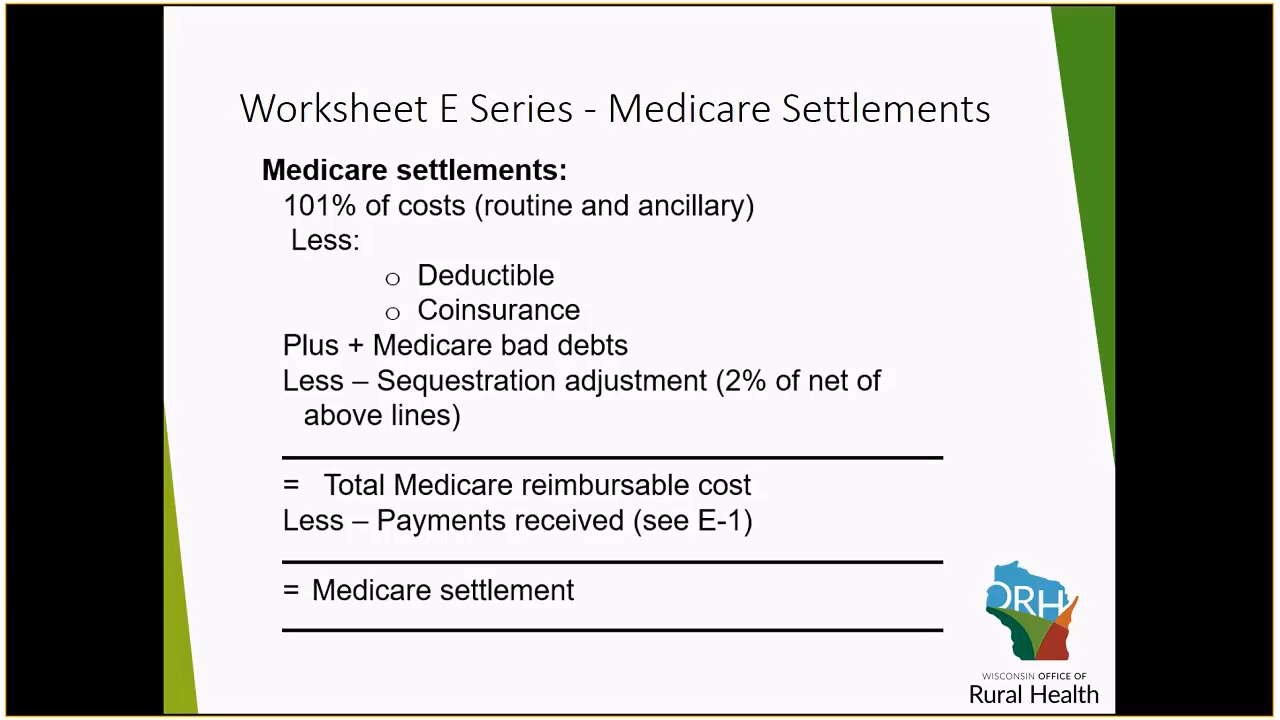 Worksheet E Series - Medicare Settlements
Medicare settlements:
101% of costs (routine and ancillary)
Less:
o Deductible
o Coinsurance
Plus + Medicare bad debts
Less – Sequestration adjustment (2% of net of
above lines)
= Total Medicare reimbursable cost
Less – Payments received (see E-1)
= Medicare settlement
ORH
WISCONSIN OFFICE OF
Rural Health